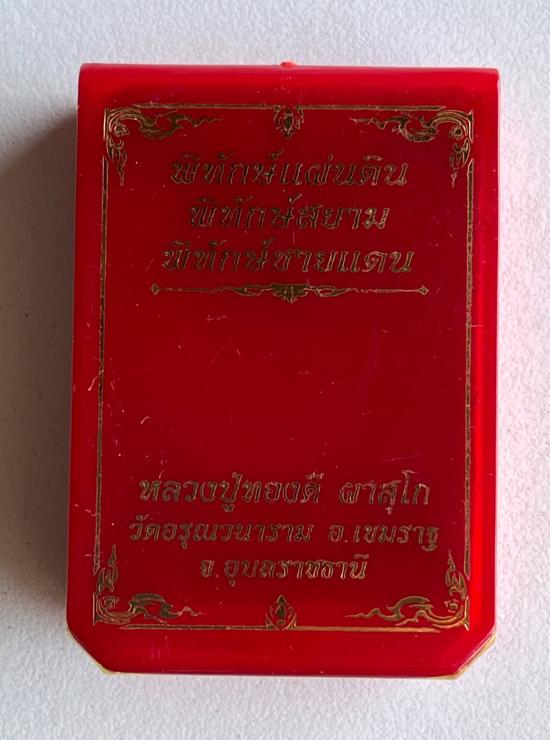 พิทักษ์แผ่นดิน
พิทักษ์สยาม
พิทักษ์ชายแดน
หลวงปู่ทองดี ผาสุโก
วัดอรุณวนาราม อ.เขมราฐ
จ.อุบลราชธานี